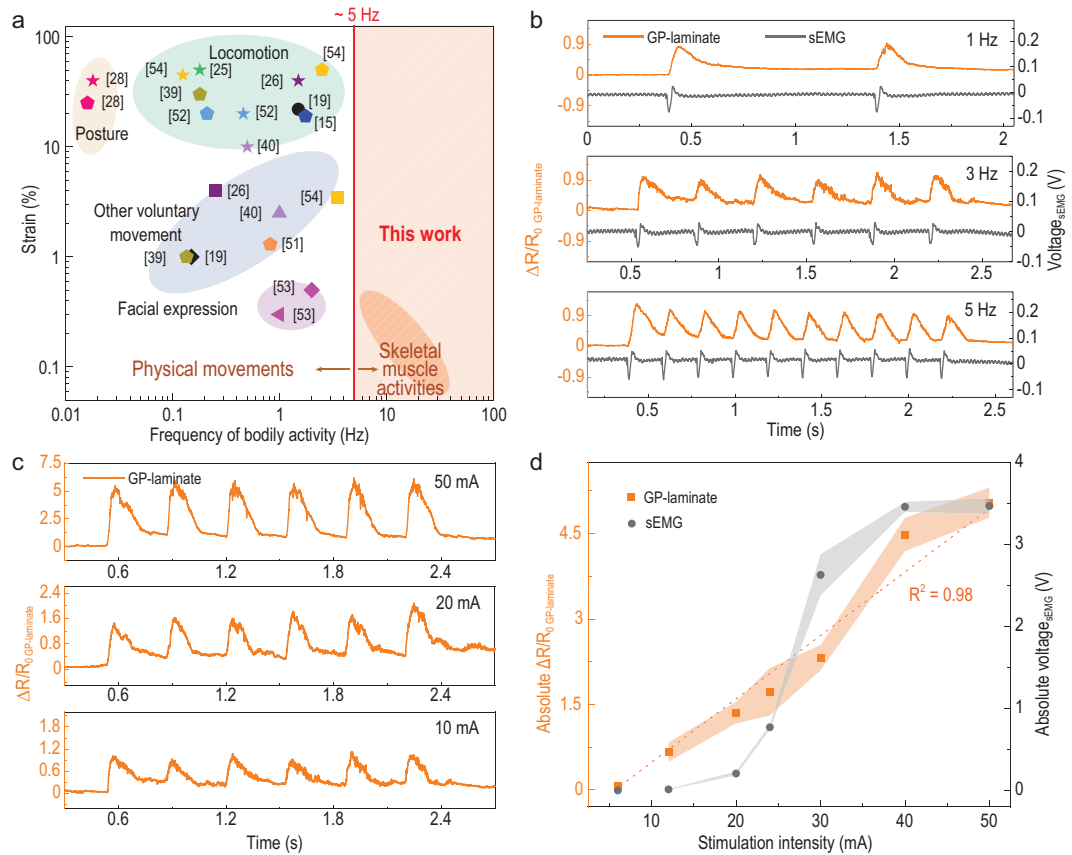 a
~ 5 Hz
100
10
1
0.1
Strain (%)
Locomotion
[54]
[54]
[25]
[28]
[28]
[39]
[26]
[19]
[52]
[52]
[15]
Posture
[40]
[26]
[54]
Other voluntary
movement
[40]
[51]
[39]
[19]
This work
[53]
Facial expression
[53]
Physical movements
Skeletal
muscle
activities
0.01
0.1
1
10
100
Frequency of bodily activity (Hz)
b
GP-laminate
sEMG
1 Hz
0.9
0
-0.9
0.2
0.1
0
-0.1
0
0.5
1
1.5
2
3 Hz
0.9
0
-0.9
0.2
0.1
0
-0.1
0.5
1
1.5
2
2.5
5 Hz
0.9
0
-0.9
0.2
0.1
0
-0.1
0.5
1
1.5
2
2.5
ΔR/R0 GP-laminate
VoltagesEMG (V)
Time (s)
c
GP-laminate
50 mA
7.5
5
2.5
0
0.6
1.2
1.8
2.4
20 mA
2.4
1.8
1.2
0.6
0
0.6
1.2
1.8
2.4
10 mA
1.8
1.2
0.6
0
0.6
1.2
1.8
2.4
ΔR/R0 GP-laminate
Time (s)
d
GP-laminate
sEMG
R2 = 0.98
4.5
3
1.5
0
4
3
2
1
0
10
20
30
40
50
Absolute ΔR/R0 GP-laminate
Absolute voltagesEMG (V)
Stimulation intensity (mA)